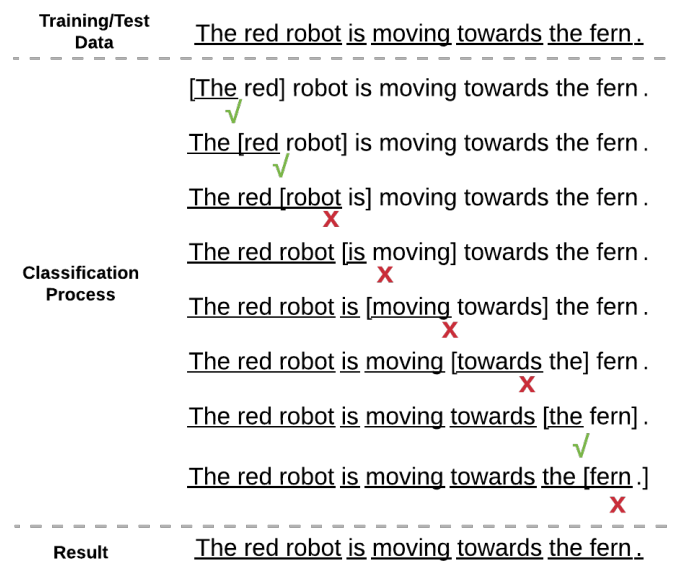 Training/Test
Data
The red robot is moving towards the fern .
[The red] robot is moving towards the fern .
√
The [red robot] is moving towards the fern .
√
The red [robot is] moving towards the fern .
X
The red robot [is moving] towards the fern .
X
Classification
Process
The red robot is [moving towards] the fern .
X
The red robot is moving [towards the] fern .
X
The red robot is moving towards [the fern] .
√
The red robot is moving towards the [fern .]
X
Result
The red robot is moving towards the fern .